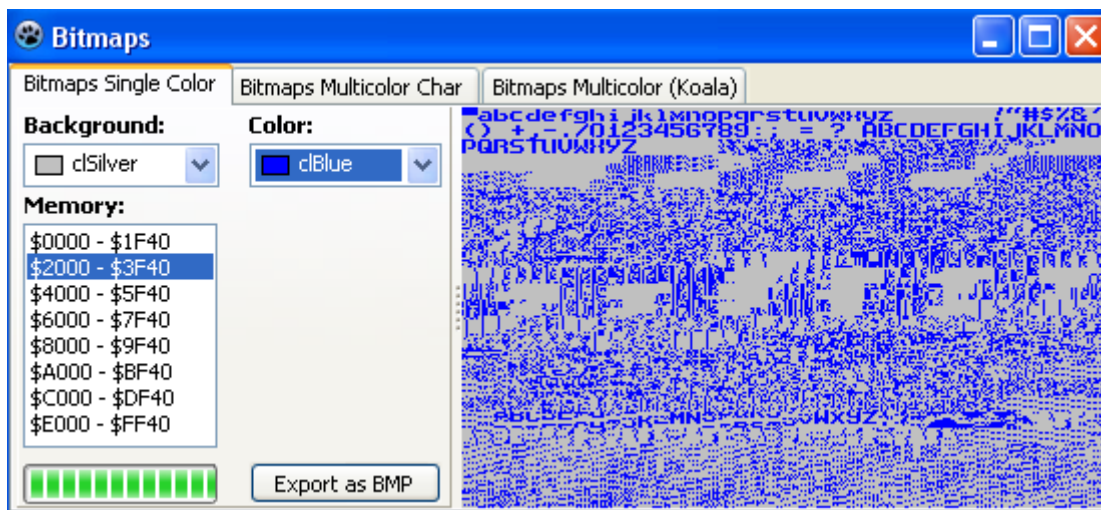 Bitmaps
Bitmaps Single Color
Bitmaps Multicolor Char
Bitmaps Multicolor (Koala)
Background:
Color:
clSilver
clBlue
Memory:
$0000 - $1F40
$2000 - $3F40
$4000 - $5F40
$6000 - $7F40
$8000 - $9F40
$A000 - $BF40
$C000 - $DF40
$E000 - $FF40
Export as BMP
abcdefghijklmnopqrstuvwxyz !"#$%&'
() +,-./0123456789:; = ? ABCDEFGHIJKLMNO
PQRSTUVWXYZ